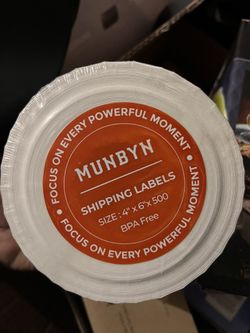 FOCUS ON EVERY POWERFUL MOMENT
MUNBYN
SHIPPING LABELS
SIZE - 4" x 6"x 500
BPA Free
FOCUS ON EVERY POWERFUL MOMENT